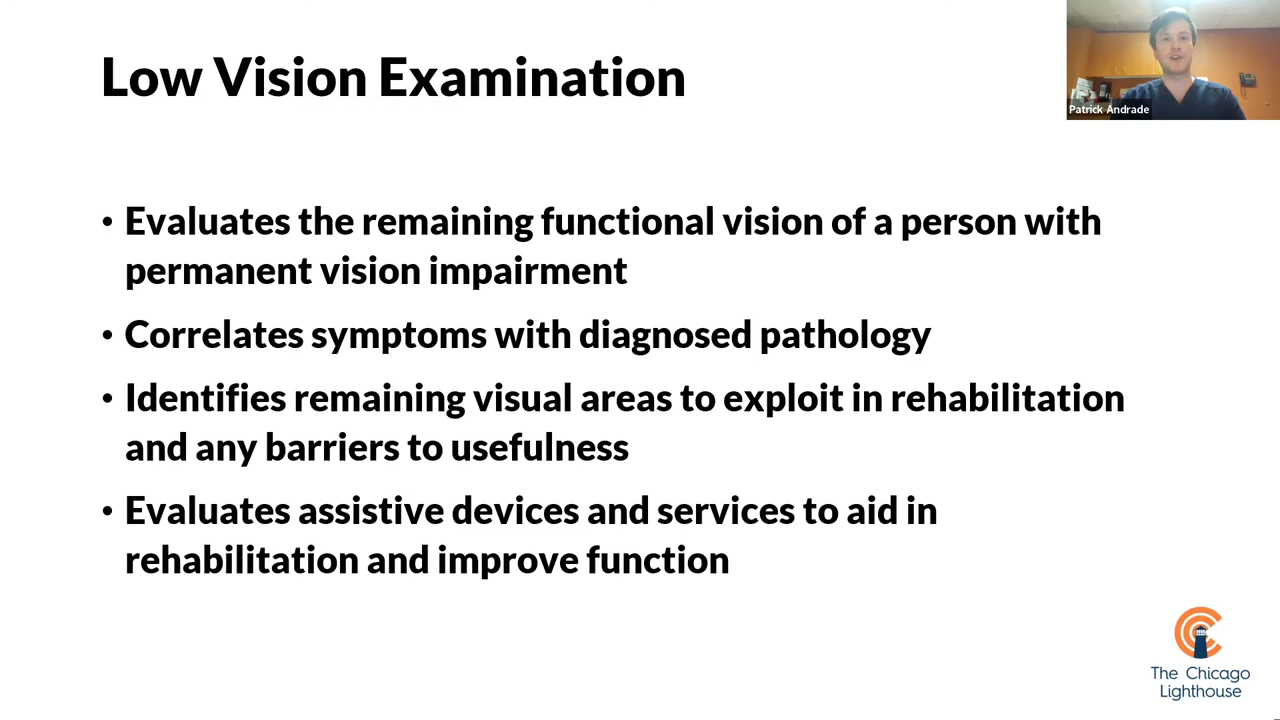 Low Vision Examination
Patrick Andrade
• Evaluates the remaining functional vision of a person with
permanent vision impairment
• Correlates symptoms with diagnosed pathology
• Identifies remaining visual areas to exploit in rehabilitation
and any barriers to usefulness
• Evaluates assistive devices and services to aid in
rehabilitation and improve function
The Chicago
Lighthouse